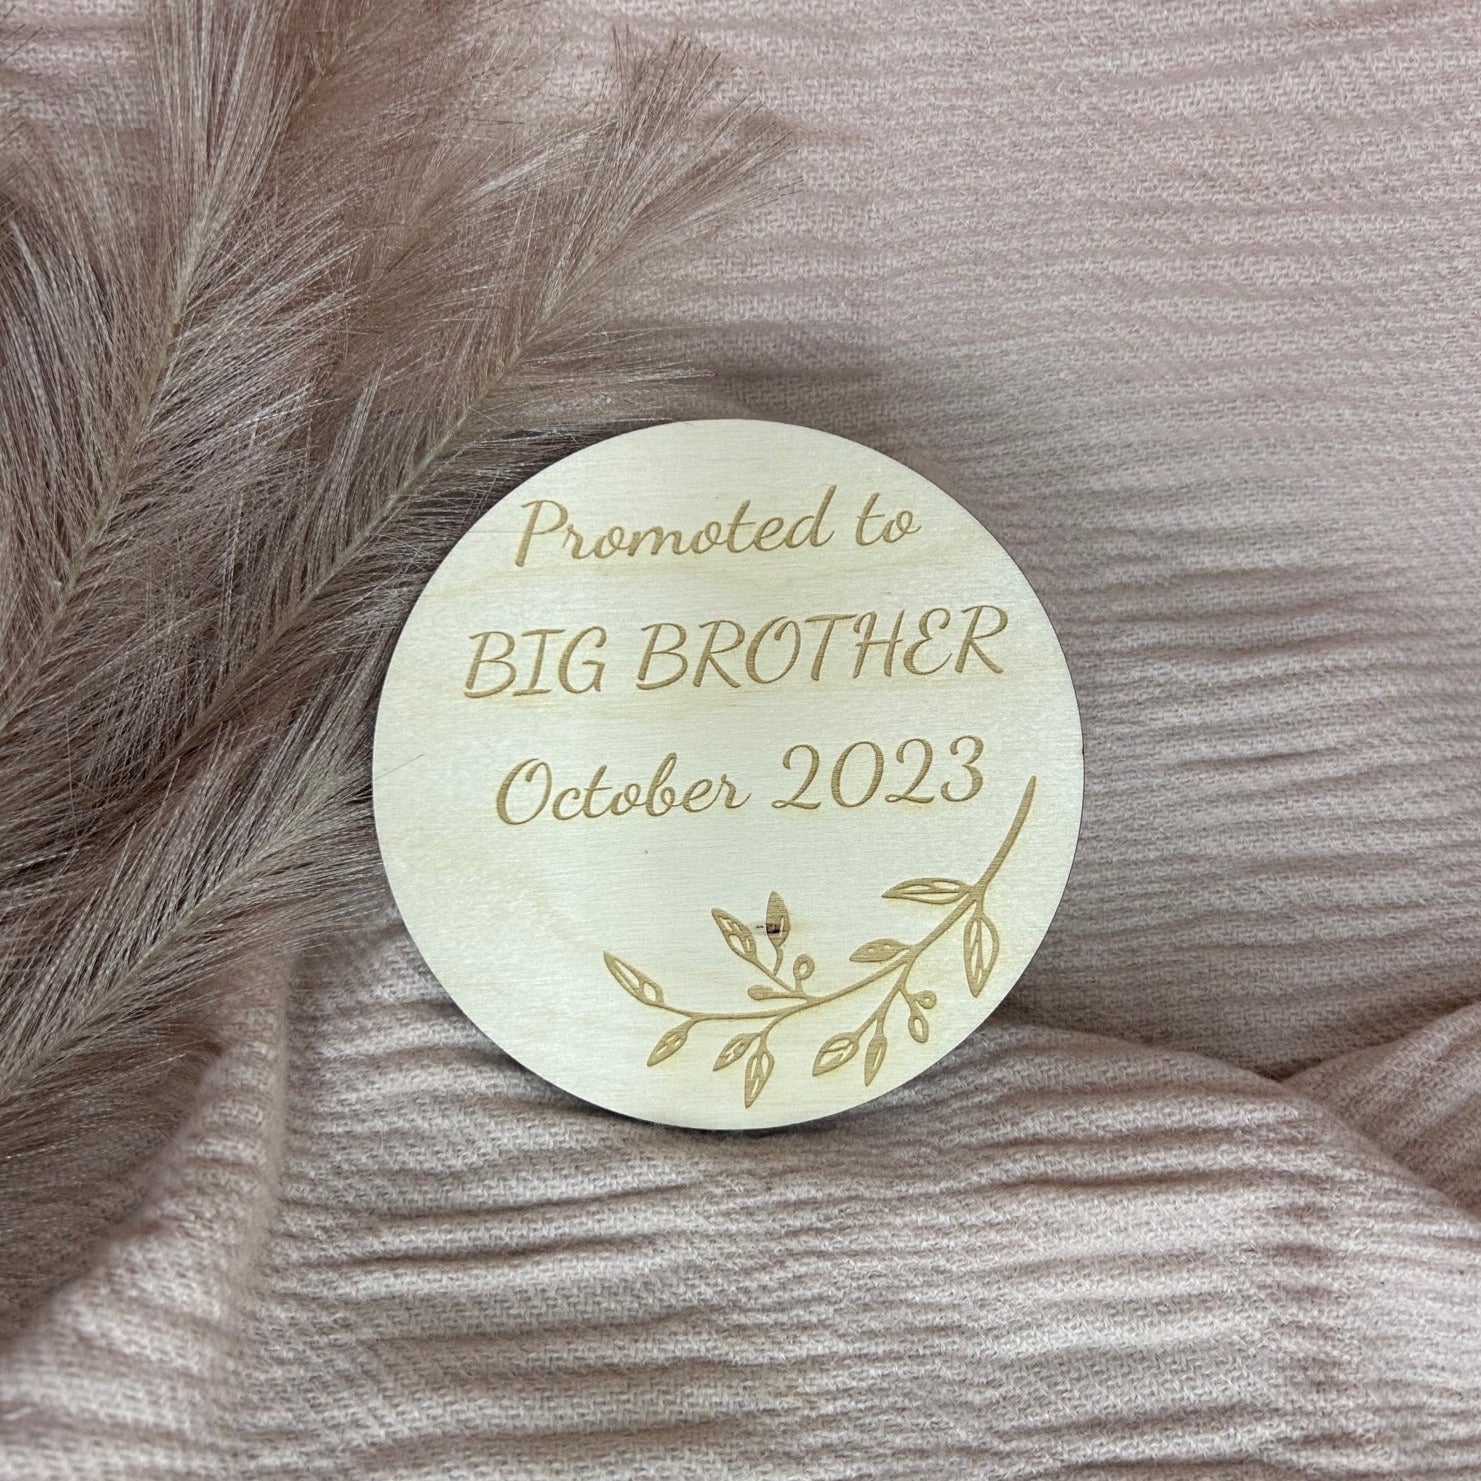 Promoted to
BIG BROTHER
October 2023